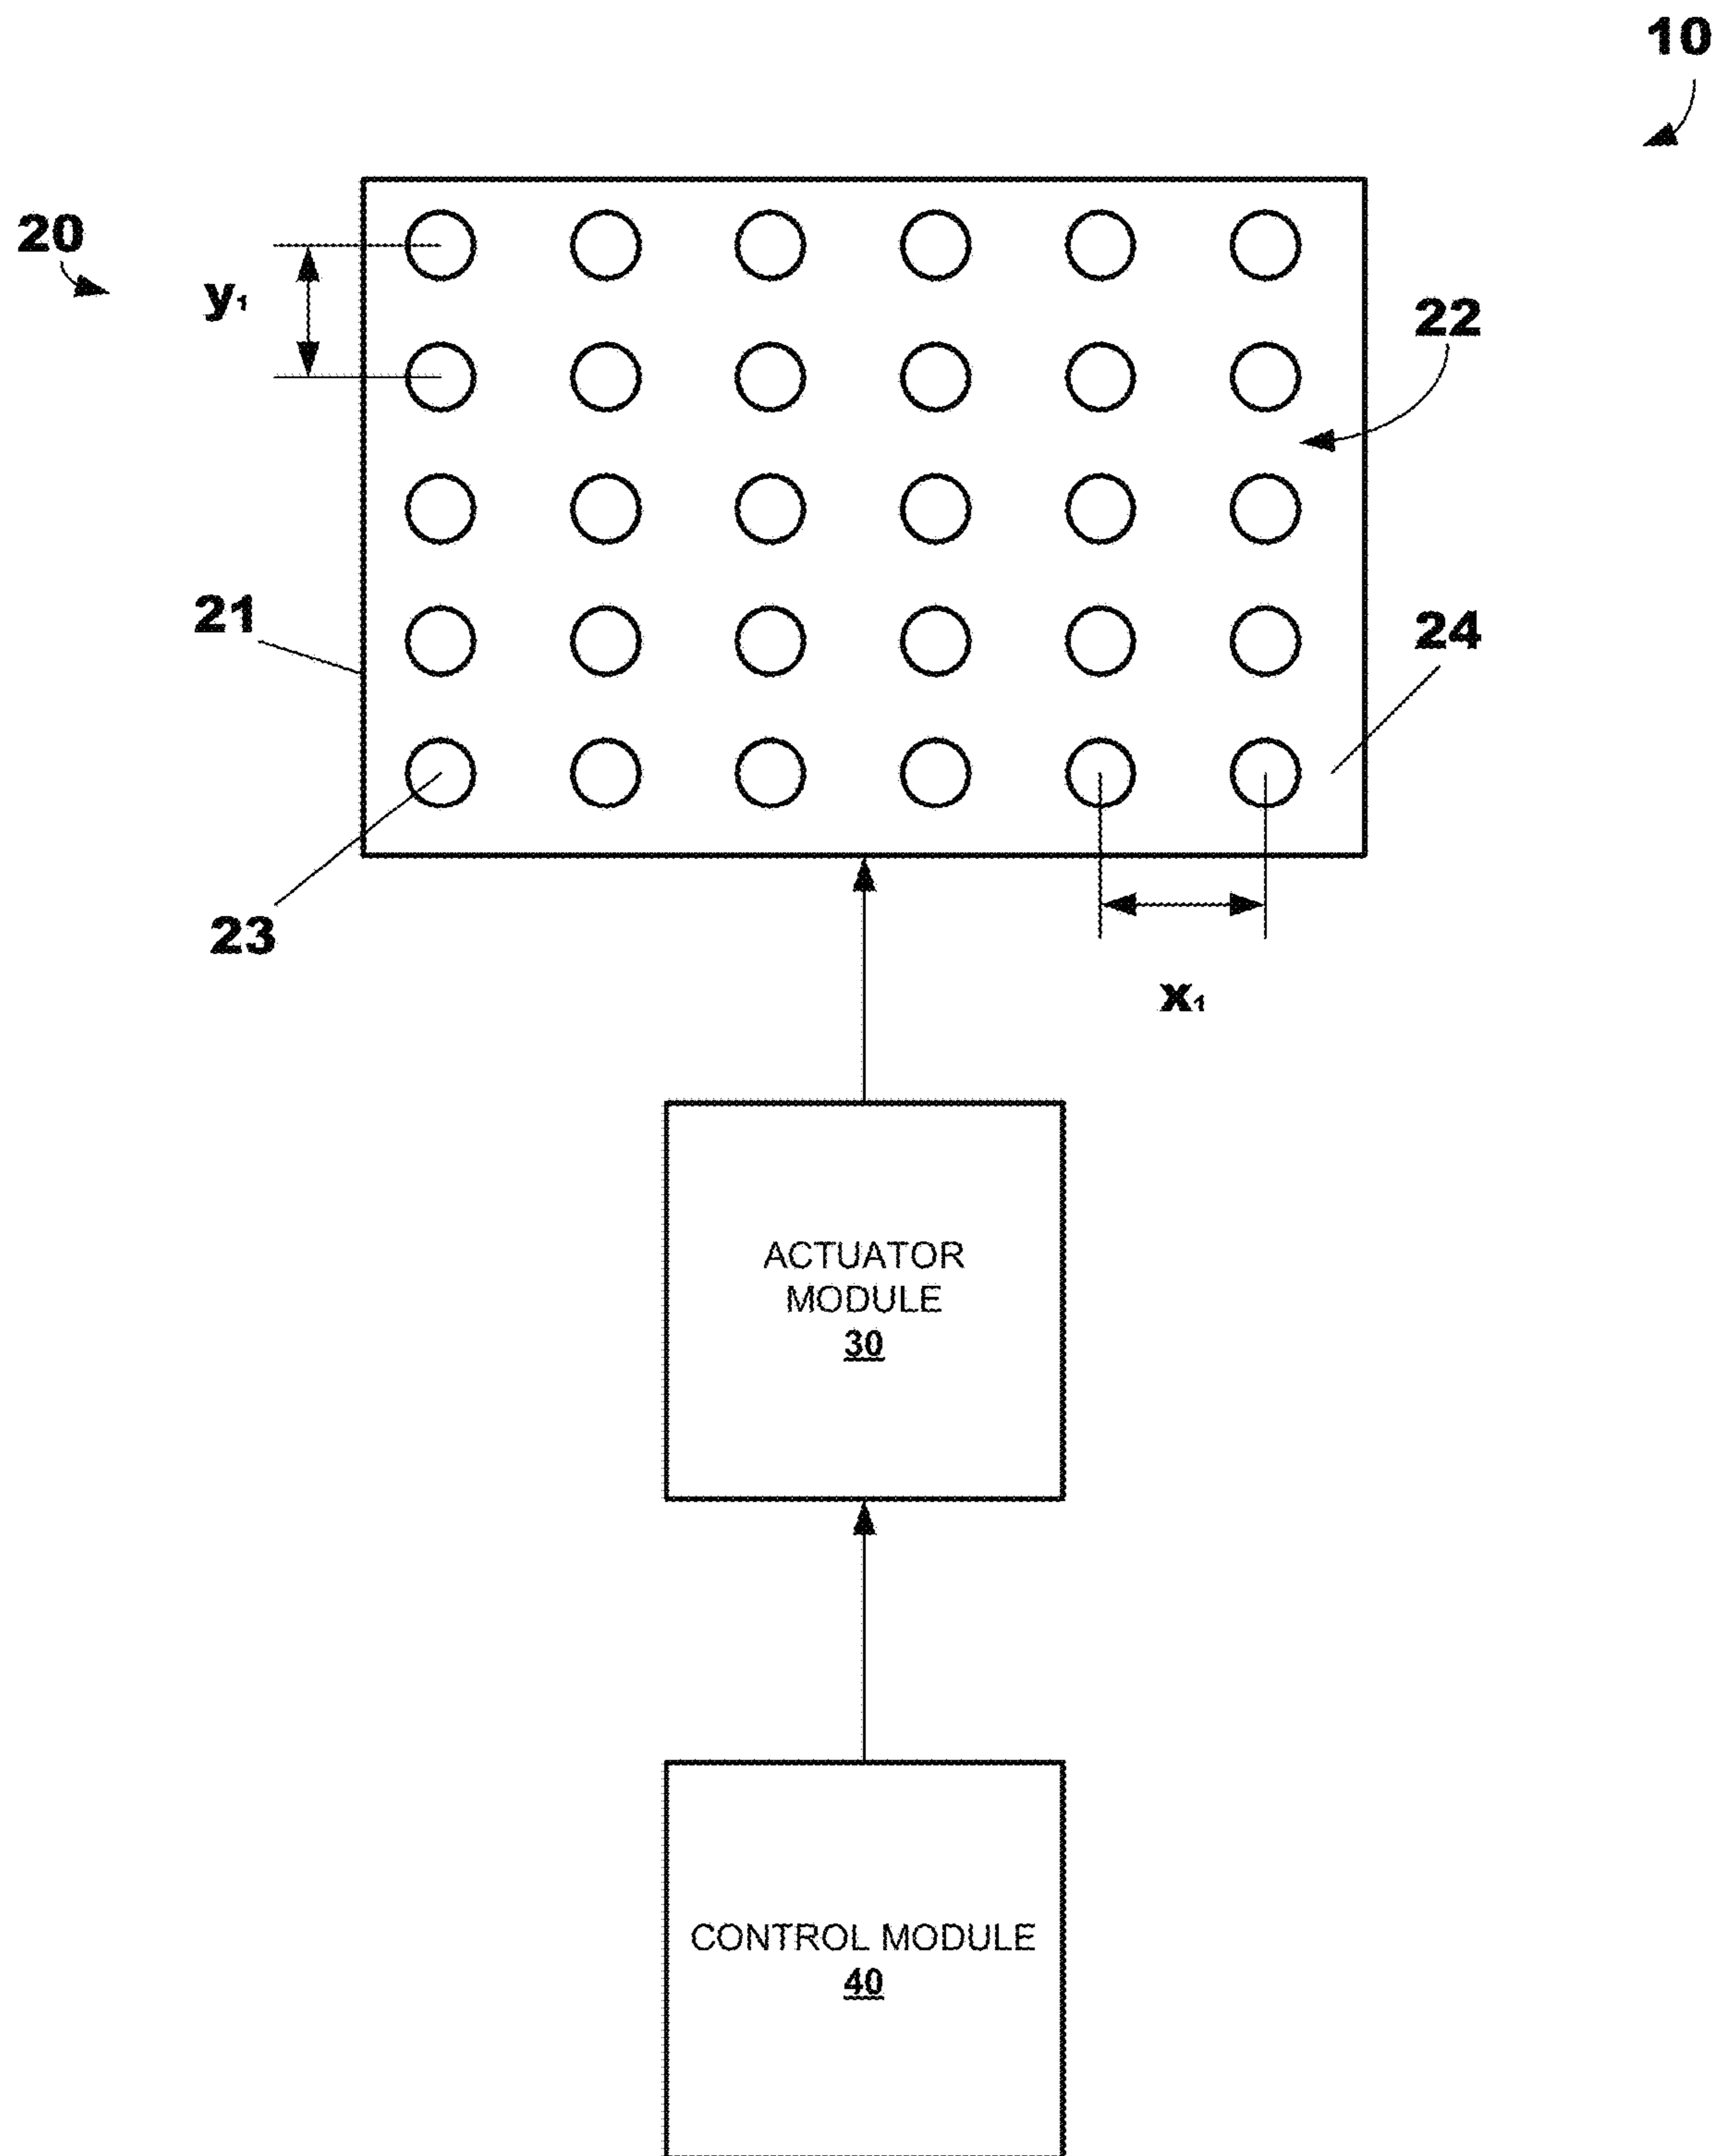 10
20
y₁
22
21
24
23
x₁
ACTUATOR
MODULE
30
CONTROL MODULE
40